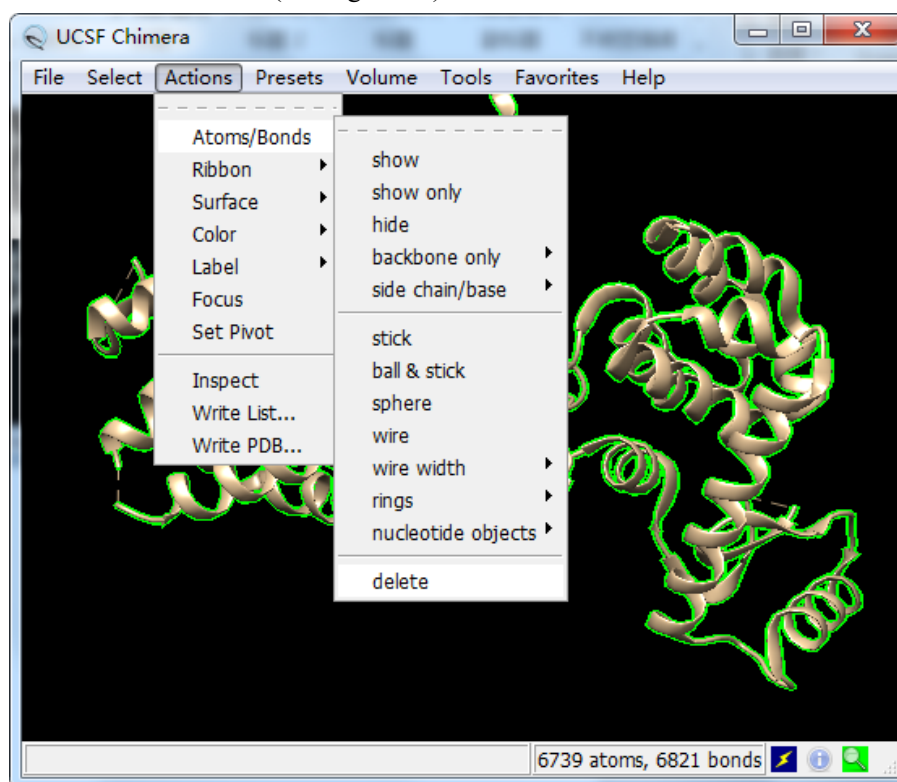 UCSF Chimera
File Select Actions Presets Volume Tools Favorites Help
Atoms/Bonds
Ribbon
Surface
Color
Label
Focus
Set Pivot
Inspect
Write List...
Write PDB...
show
show only
hide
backbone only
side chain/base
stick
ball & stick
sphere
wire
wire width
rings
nucleotide objects
delete
6739 atoms, 6821 bonds